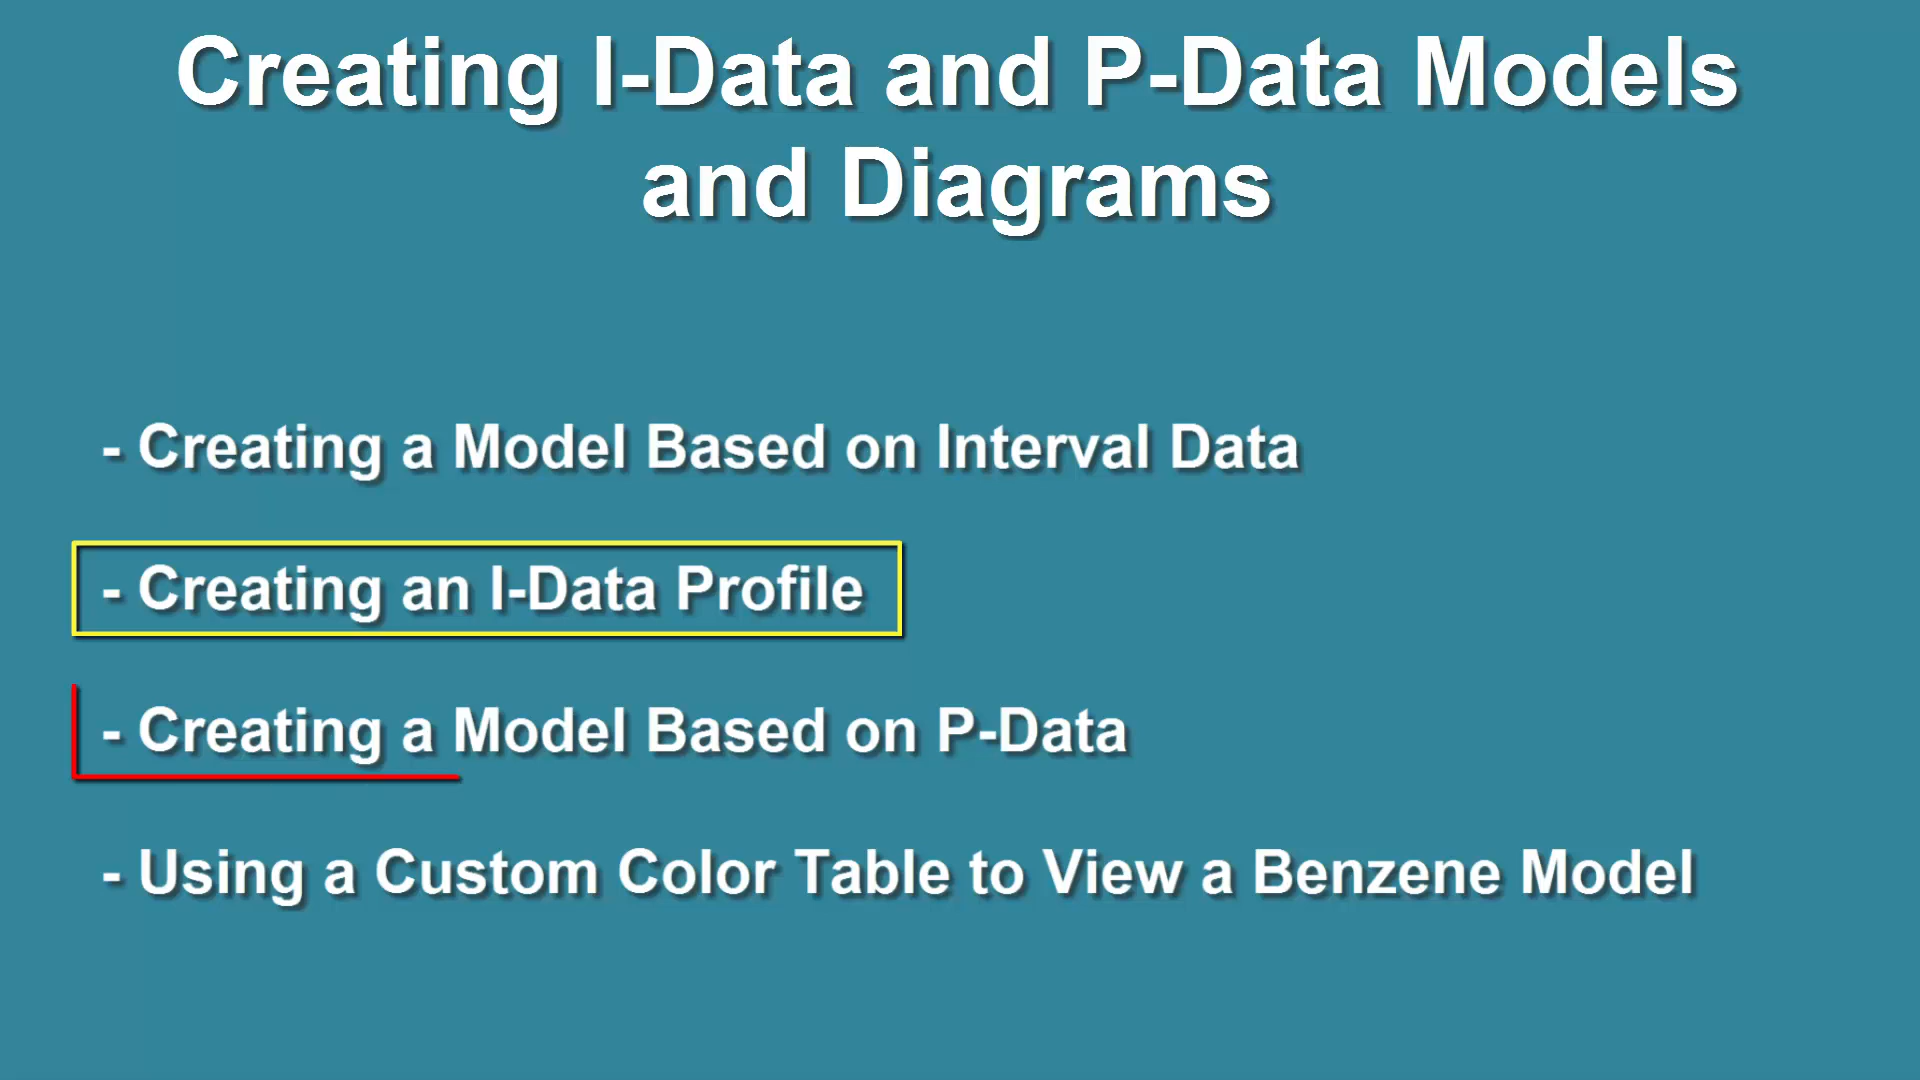 Creating I-Data and P-Data Models
and Diagrams
- Creating a Model Based on Interval Data
- Creating an I-Data Profile
- Creating a Model Based on P-Data
- Using a Custom Color Table to View a Benzene Model